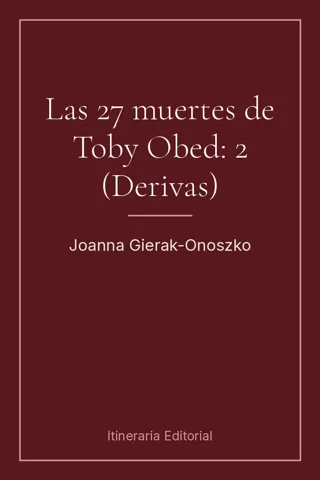 Las 27 muertes de
Toby Obed: 2
(Derivas)
Joanna Gierak-Onoszko
Itineraria Editorial